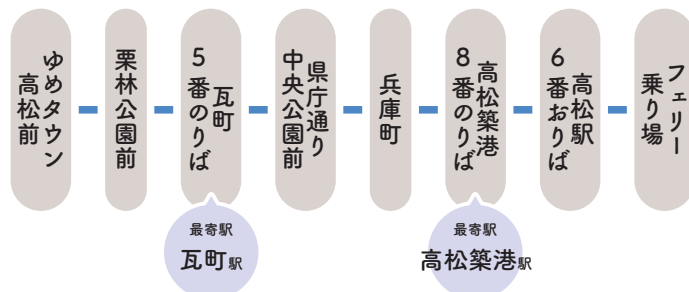 ゆめタウン
高松前
栗林公園前
瓦町
5番のりば
県庁通り
中央公園前
兵庫町
高松築港
8番のりば
高松駅
6番おりば
フェリー
乗り場
最寄駅
瓦町駅
最寄駅
高松築港駅